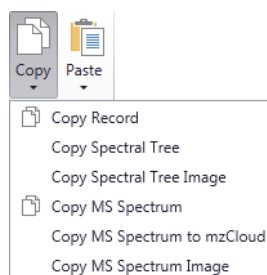 Copy Paste
Copy Record
Copy Spectral Tree
Copy Spectral Tree Image
Copy MS Spectrum
Copy MS Spectrum to mzCloud
Copy MS Spectrum Image